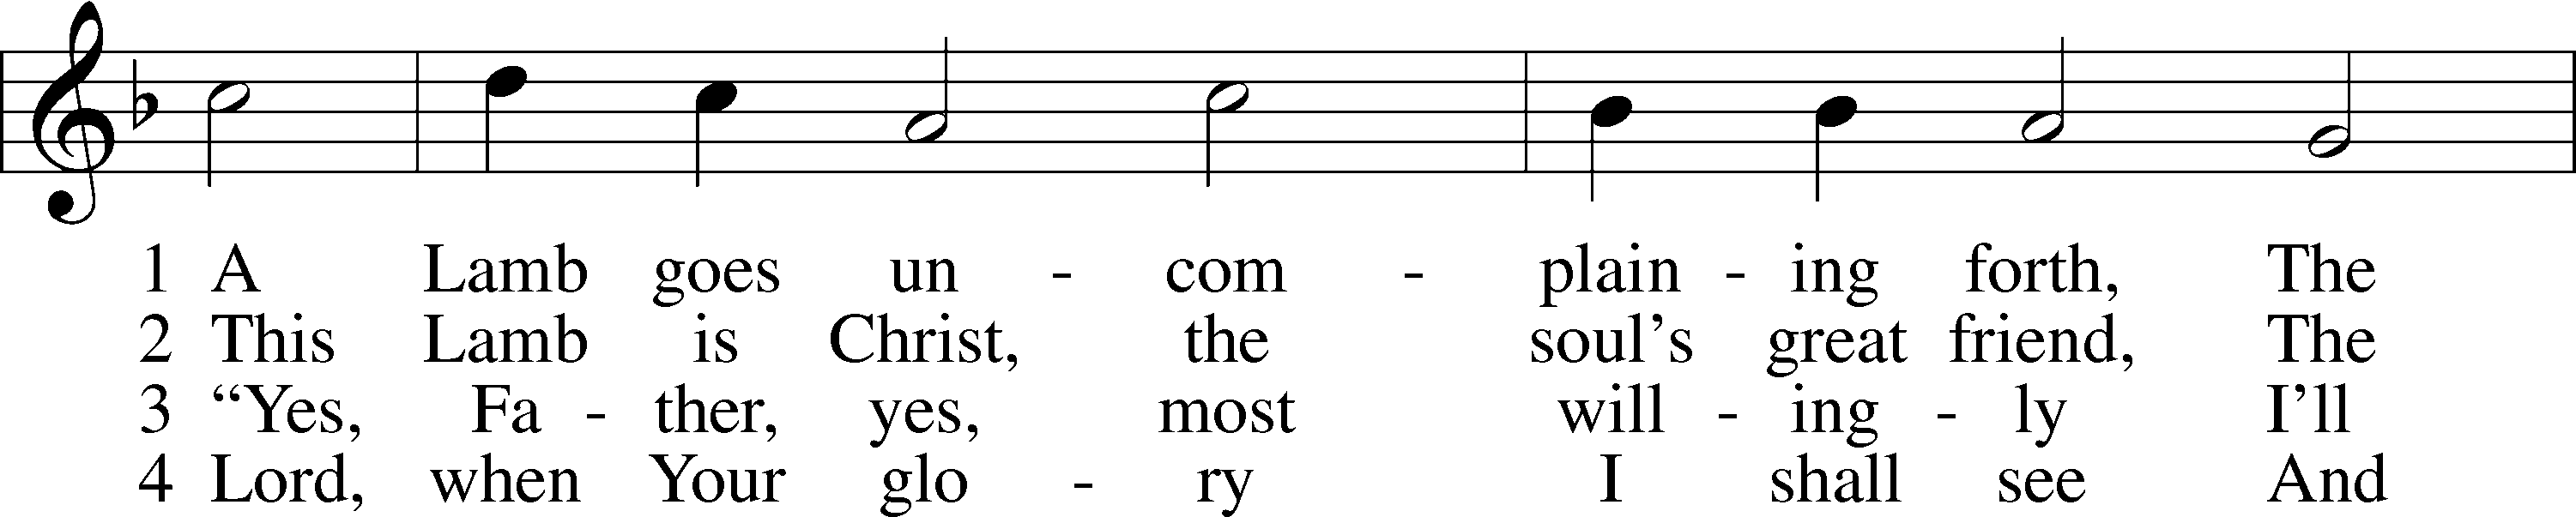 1 A Lamb goes un - com - plain - ing forth, The
2 This Lamb is Christ, the soul's great friend, The
3 “Yes, Fa - ther, yes, most will - ing - ly I'll
4 Lord, when Your glo - ry I shall see And